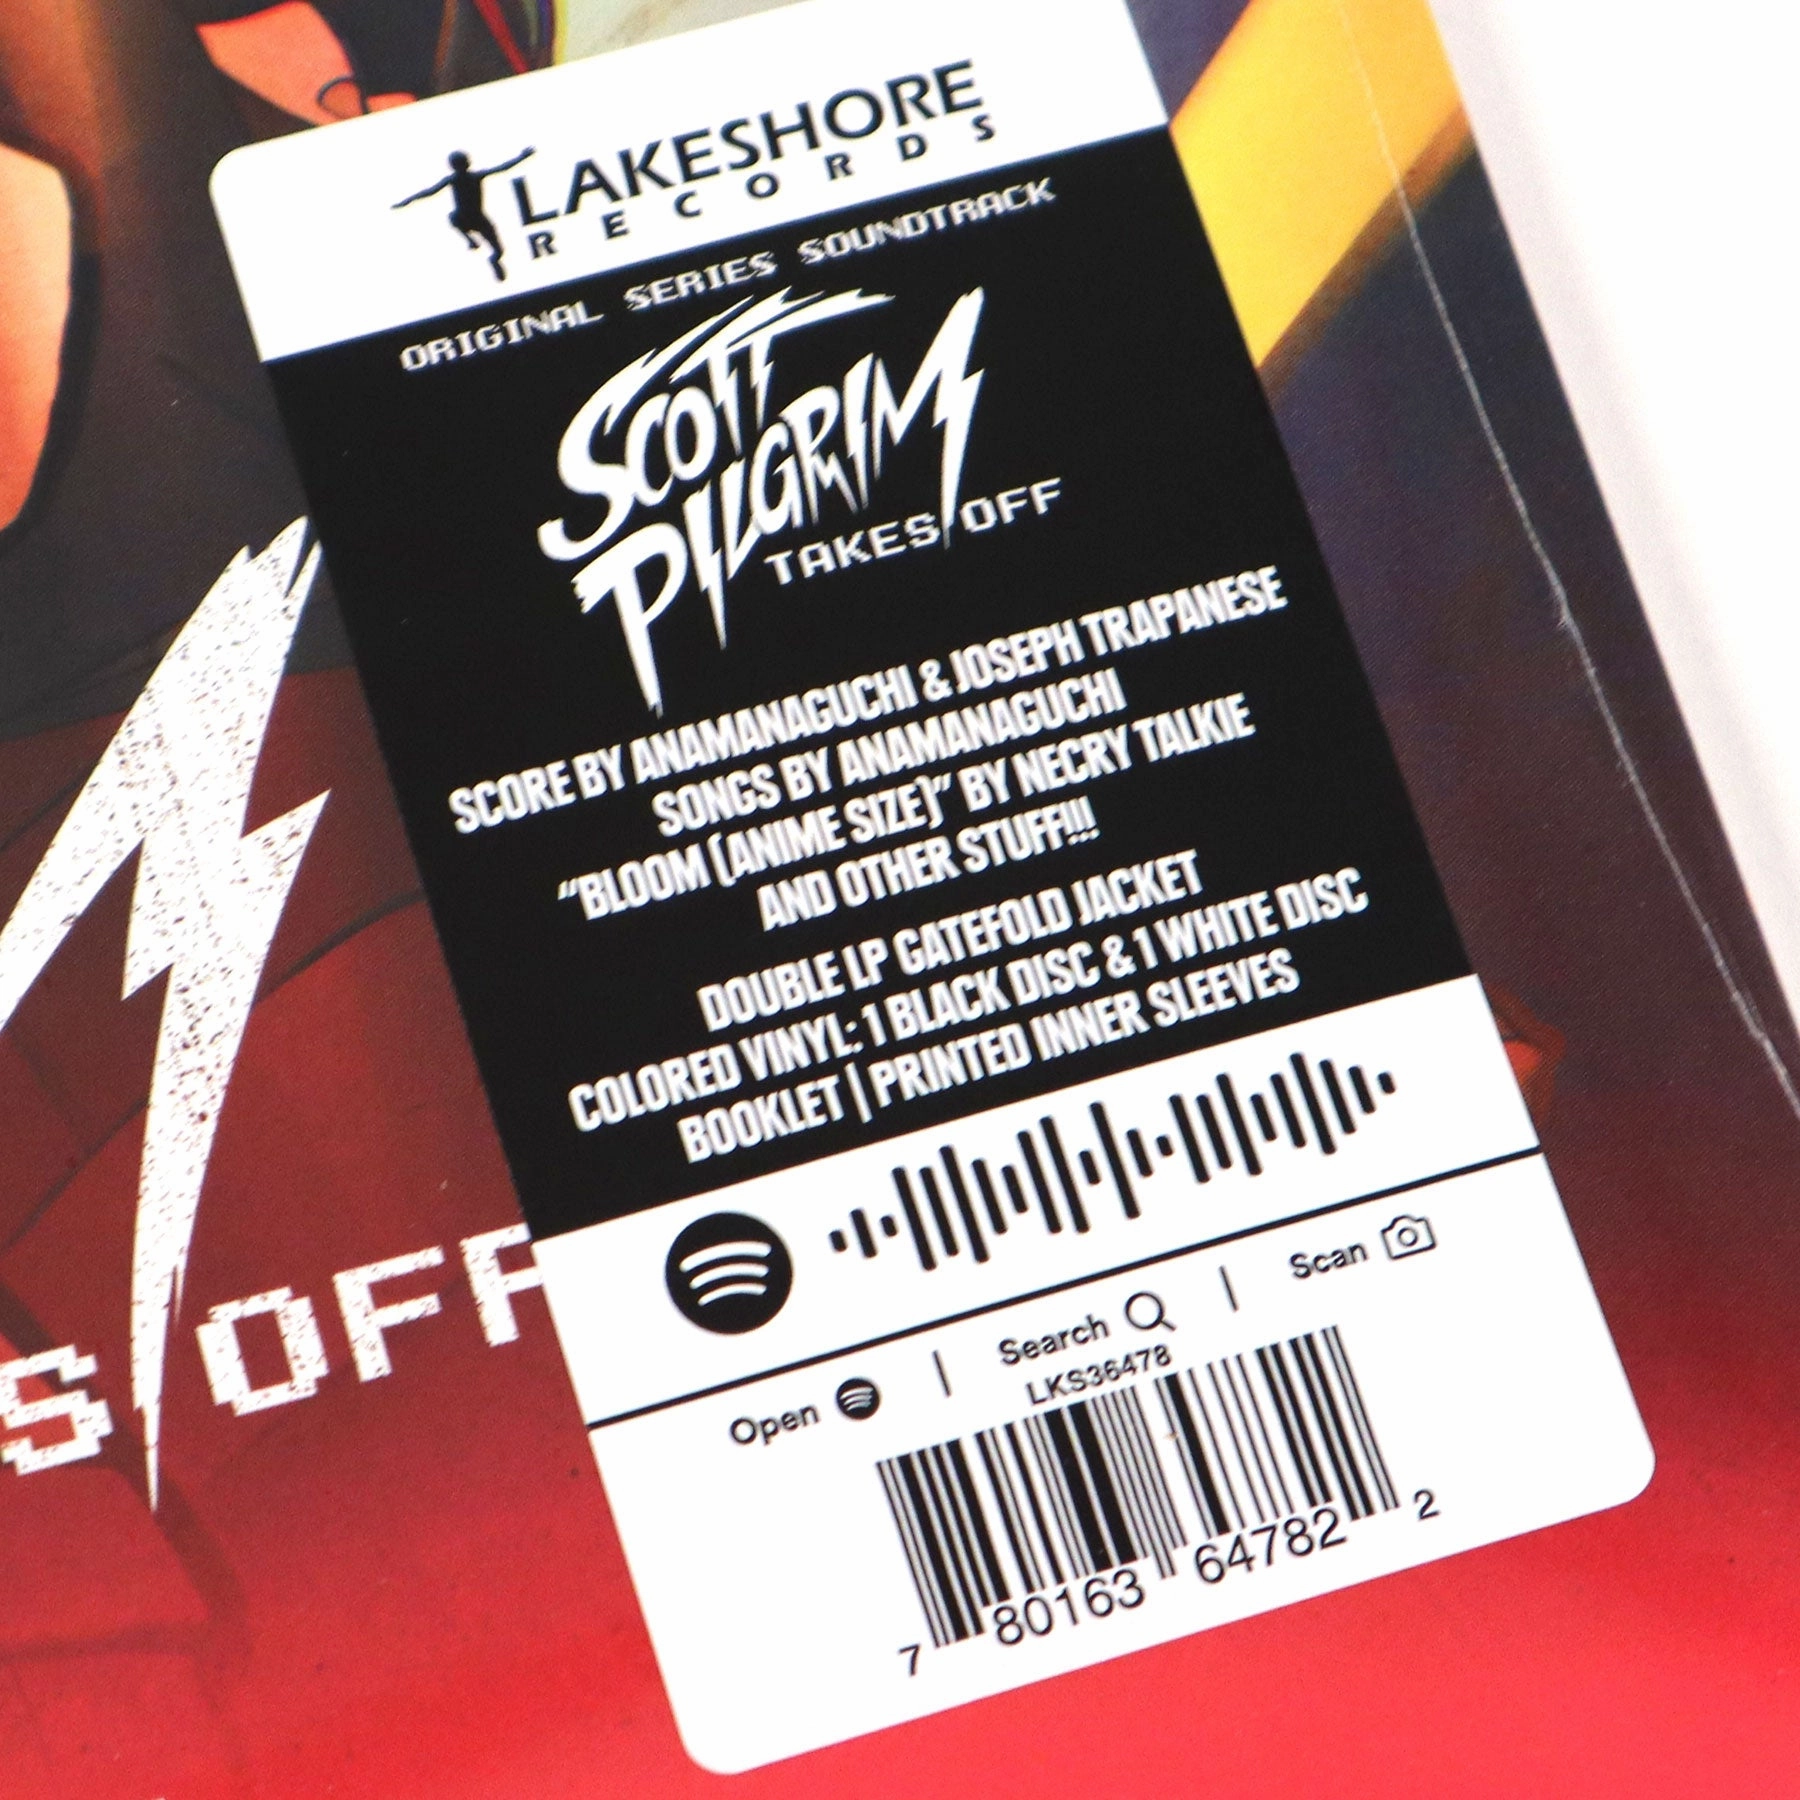 LAKESHORE
RECORDS
ORIGINAL SERIES SOUNDTRACK
SCOTT
PILGRIM
TAKES OFF
SCORE BY ANAMANAGUCHI & JOSEPH TRAPANESE
SONGS BY ANAMANAGUCHI
“BLOOM (ANIME SIZE)” BY NECRY TALKIE
AND OTHER STUFF!!!
DOUBLE LP GATEFOLD JACKET
COLORED VINYL: 1 BLACK DISC & 1 WHITE DISC
BOOKLET | PRINTED INNER SLEEVES
Open | Search | Scan
LKS36478
7 80163 64782 2
S OFF